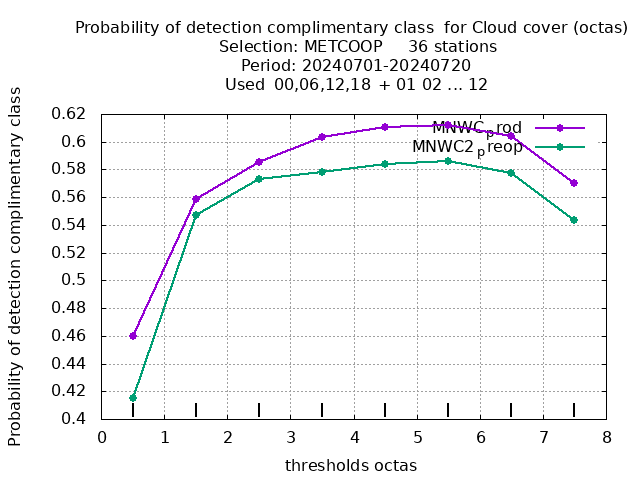 Probability of detection complimentary class  for Cloud cover (octas)
Selection: METCOOP     36 stations
Period: 20240701-20240720
Used  00,06,12,18  + 01 02 ... 12
Probability of detection complimentary class
0.62
0.6
0.58
0.56
0.54
0.52
0.5
0.48
0.46
0.44
0.42
0.4
MNWC_prod
MNWC2_preop
0 1 2 3 4 5 6 7 8
thresholds octas